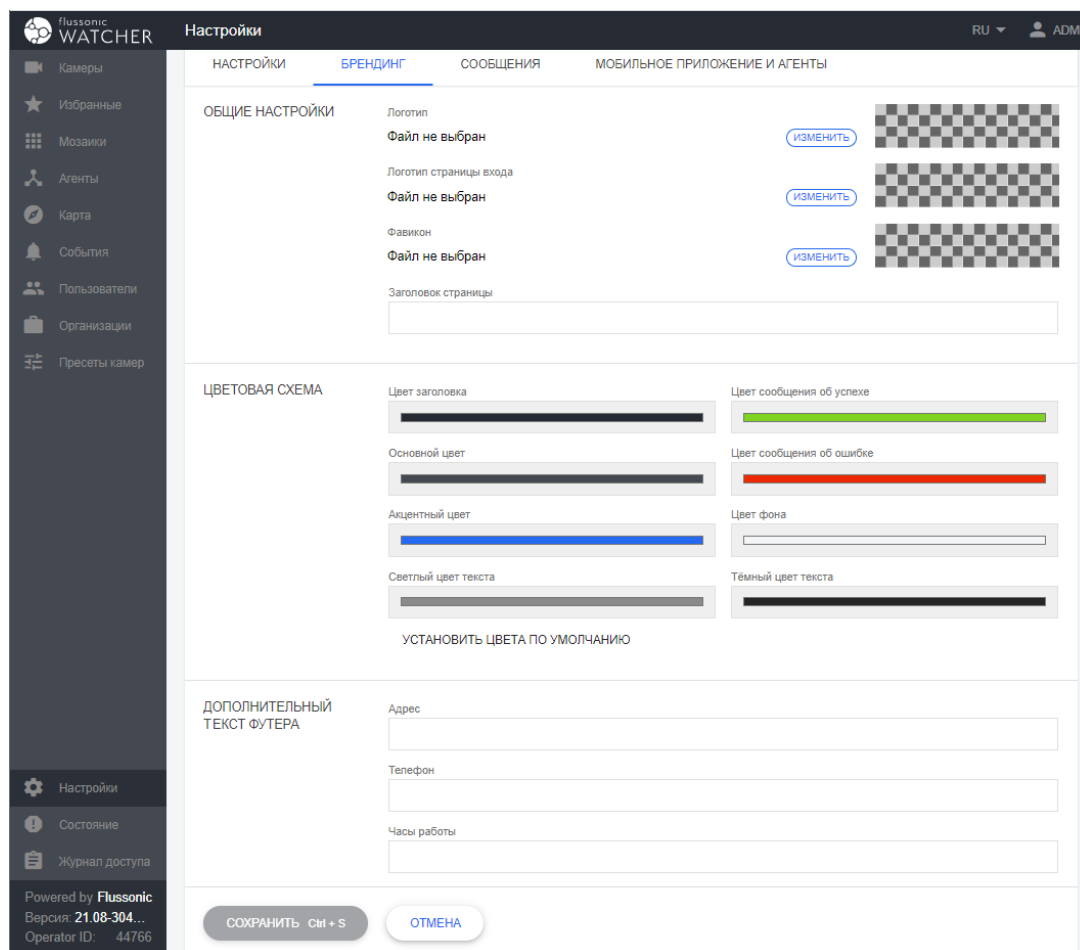 flussonic
WATCHER
Настройки
RU
ADM
Камеры
Избранные
Мозаики
Агенты
Карта
События
Пользователи
Организации
Пресеты камер
Настройки
Состояние
Журнал доступа
Powered by Flussonic
Версия: 21.08-304...
Operator ID: 44766
НАСТРОЙКИ
БРЕНДИНГ
СООБЩЕНИЯ
МОБИЛЬНОЕ ПРИЛОЖЕНИЕ И АГЕНТЫ
ОБЩИЕ НАСТРОЙКИ
Логотип
Файл не выбран
ИЗМЕНИТЬ
Логотип страницы входа
Файл не выбран
ИЗМЕНИТЬ
Фавикон
Файл не выбран
ИЗМЕНИТЬ
Заголовок страницы
ЦВЕТОВАЯ СХЕМА
Цвет заголовка
Цвет сообщения об успехе
Основной цвет
Цвет сообщения об ошибке
Акцентный цвет
Цвет фона
Светлый цвет текста
Тёмный цвет текста
УСТАНОВИТЬ ЦВЕТА ПО УМОЛЧАНИЮ
ДОПОЛНИТЕЛЬНЫЙ
ТЕКСТ ФУТЕРА
Адрес
Телефон
Часы работы
СОХРАНИТЬ Ctrl + S
ОТМЕНА